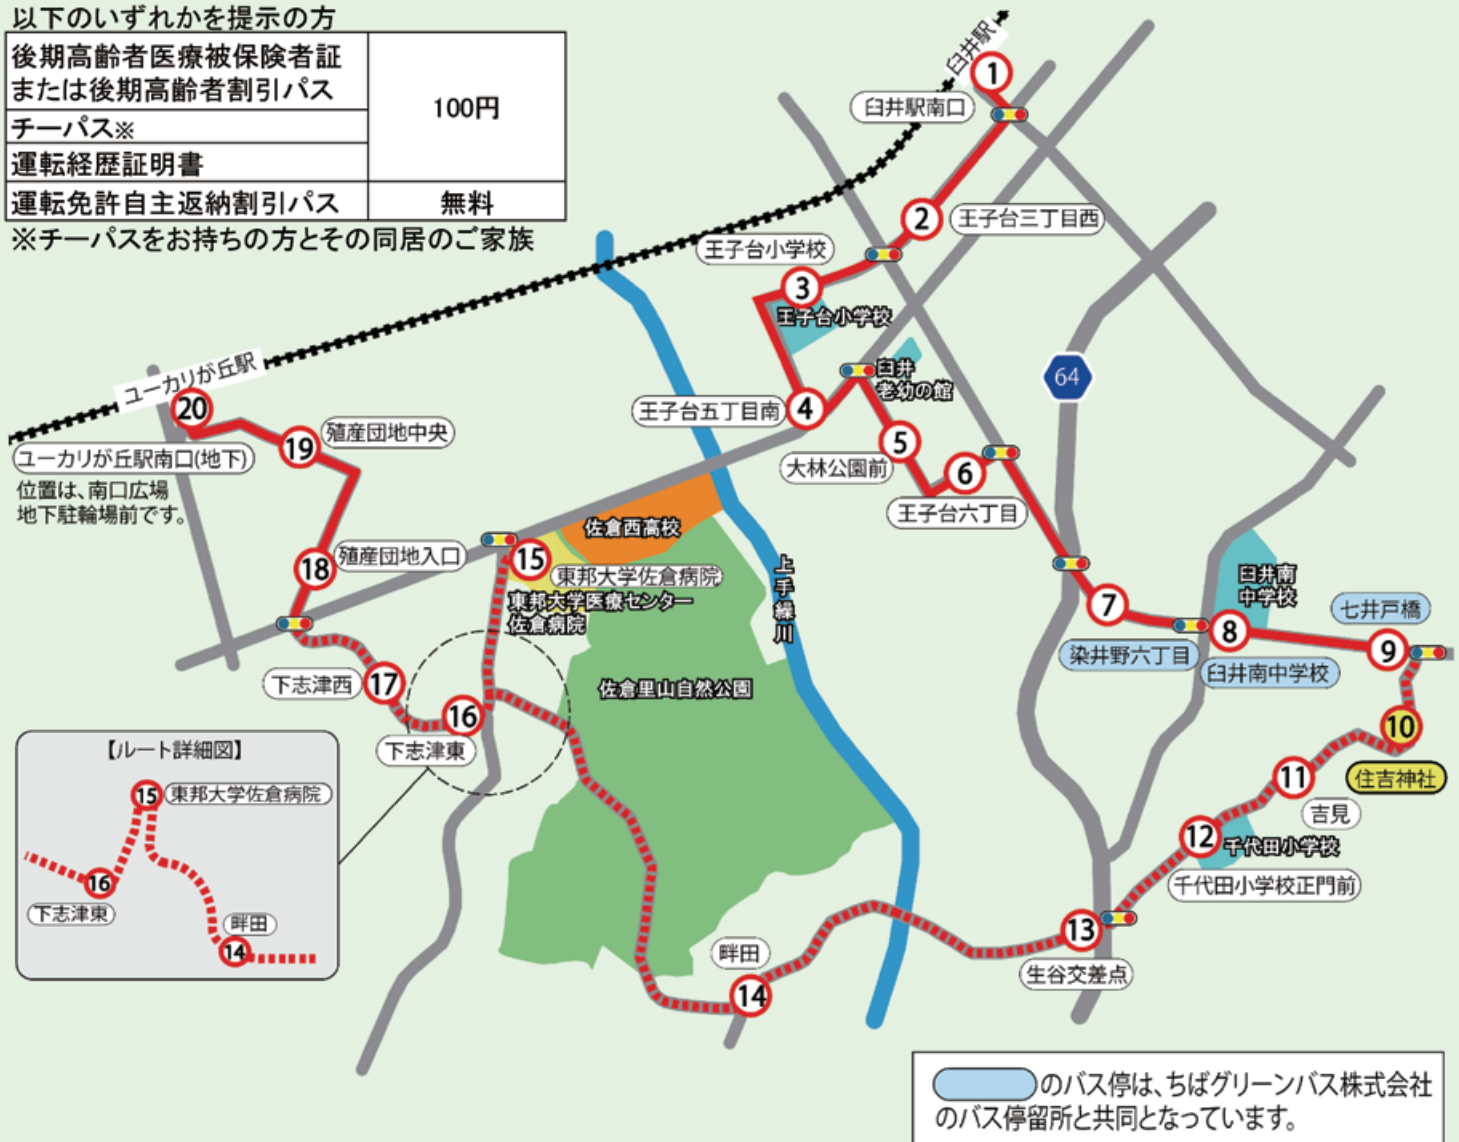 以下のいずれかを提示の方
後期高齢者医療被保険者証
または後期高齢者割引パス
100円
チーパス※
運転経歴証明書
運転免許自主返納割引パス
無料
※チーパスをお持ちの方とその同居のご家族
臼井駅
1
臼井駅南口
2
王子台三丁目西
王子台小学校
3
王子台小学校
64
臼井
老幼の館
4
王子台五丁目南
5
大林公園前
6
王子台六丁目
ユーカリが丘駅
20
ユーカリが丘駅南口(地下)
位置は、南口広場
地下駐輪場前です。
19
殖産団地中央
18
殖産団地入口
佐倉西高校
15
東邦大学佐倉病院
東邦大学医療センター
佐倉病院
上手繰川
臼井南
中学校
7
染井野六丁目
8
臼井南中学校
七井戸橋
9
10
住吉神社
11
吉見
12
千代田小学校
千代田小学校正門前
13
生谷交差点
佐倉里山自然公園
下志津西
17
16
下志津東
畔田
14
【ルート詳細図】
15
東邦大学佐倉病院
16
下志津東
畔田
14
のバス停は、ちばグリーンバス株式会社
のバス停留所と共同となっています。